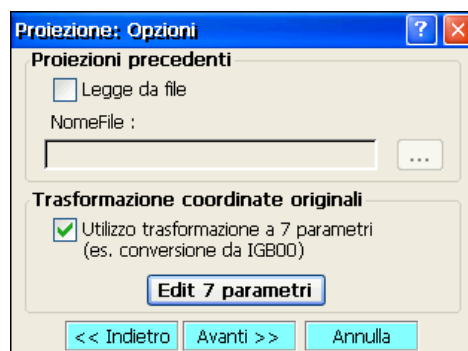 Proiezione: Opzioni ?
Proiezioni precedenti
Legge da file
NomeFile :
...
Trasformazione coordinate originali
Utilizzo trasformazione a 7 parametri
(es. conversione da IGB00)
Edit 7 parametri
<< Indietro Avanti >> Annulla